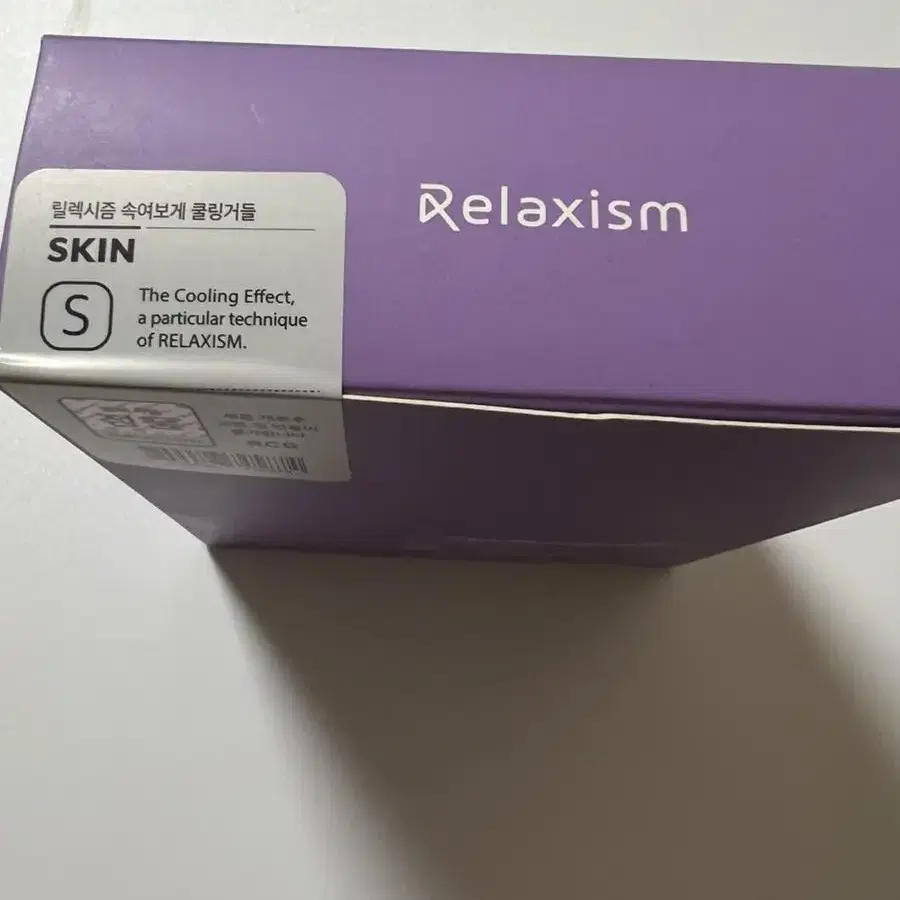 릴렉시즘 속여보게 쿨링거들
SKIN
S
The Cooling Effect,
a particular technique
of RELAXISM.
Relaxism